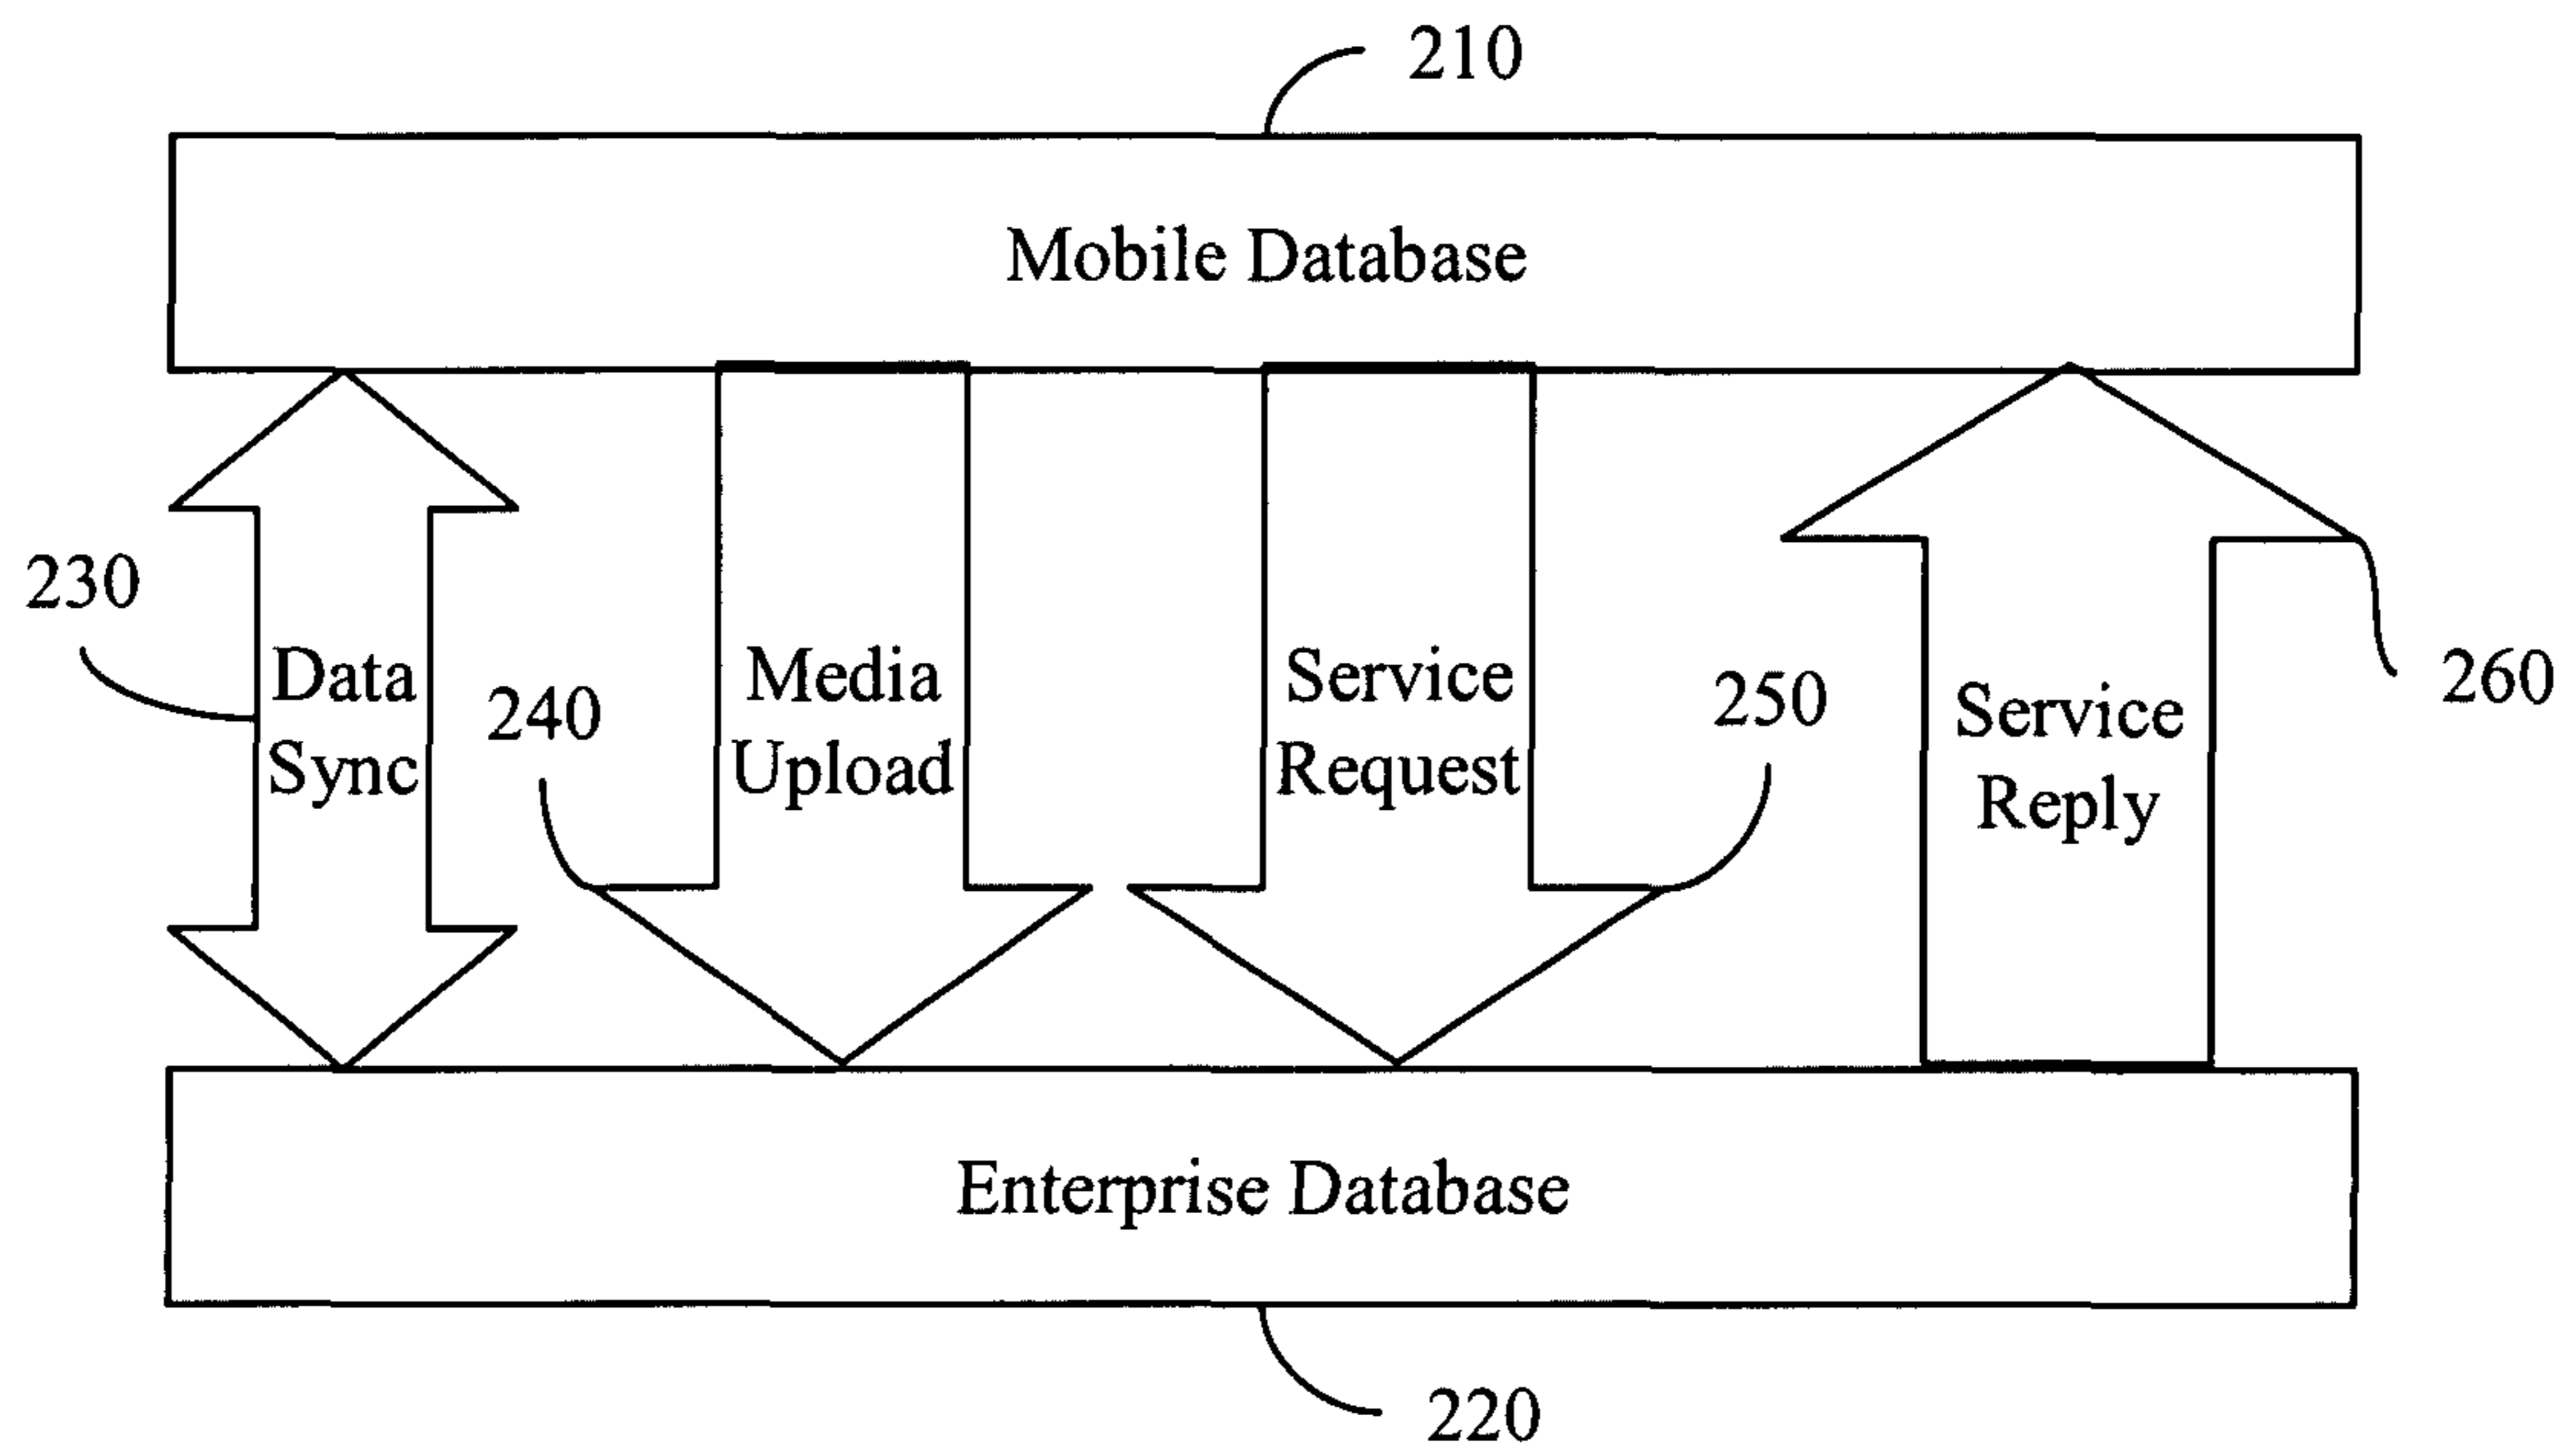 210
Mobile Database
230
Data
Sync
240
Media
Upload
Service
Request
250
Service
Reply
260
Enterprise Database
220